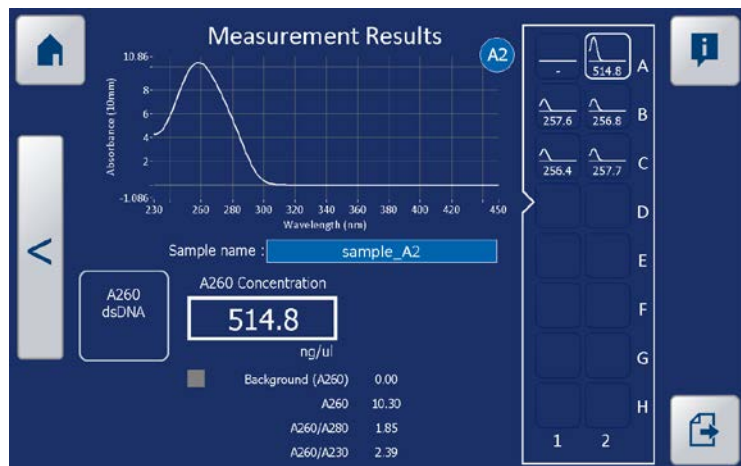 Measurement Results
A2
10.86
8
6
4
2
-1.086
Absorbance (10mm)
230 260 280 300 320 340 360 380 400 420 450
Wavelength (nm)
Sample name : sample_A2
A260
dsDNA
A260 Concentration
514.8
ng/ul
Background (A260) 0.00
A260 10.30
A260/A280 1.85
A260/A230 2.39
<
i
- 514.8 A
257.6 256.8 B
256.4 257.7 C
D
E
F
G
H
1 2